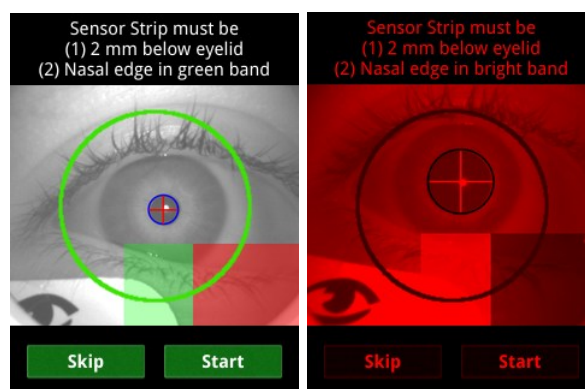 Sensor Strip must be
(1) 2 mm below eyelid
(2) Nasal edge in green band
Skip
Start
Sensor Strip must be
(1) 2 mm below eyelid
(2) Nasal edge in bright band
Skip
Start